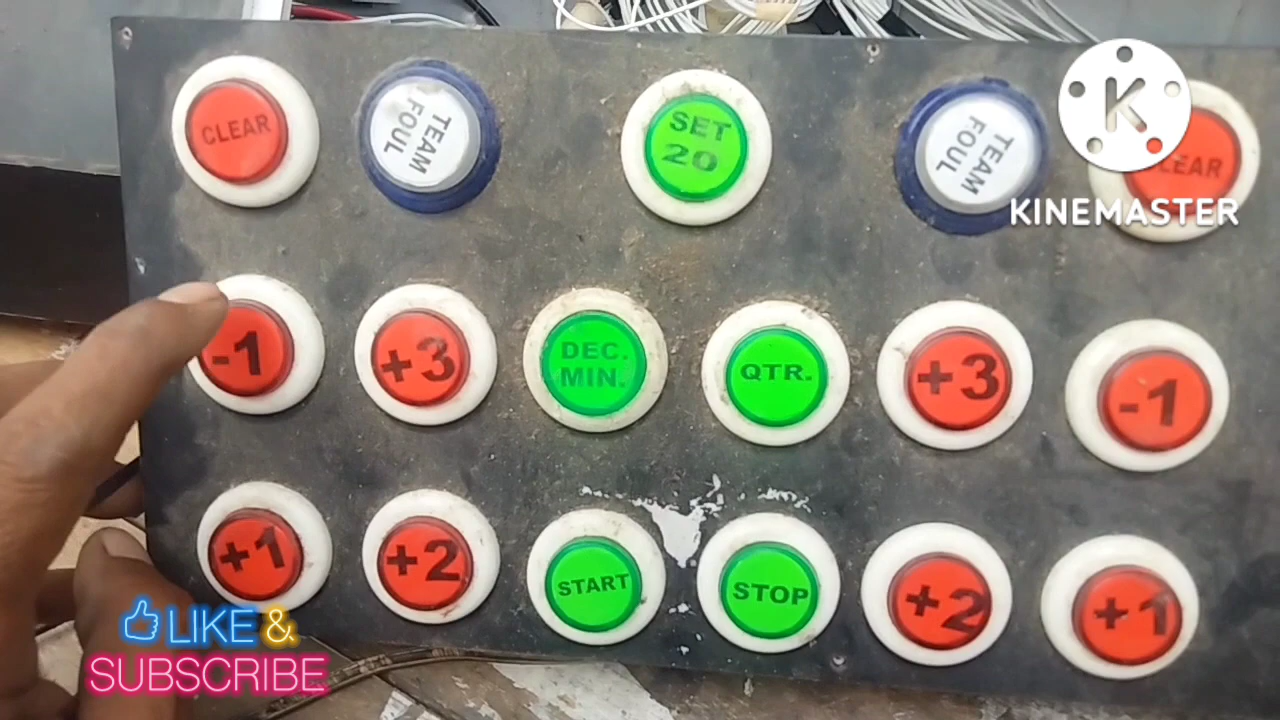 CLEAR
TEAM
FOUL
SET
20
TEAM
FOUL
CLEAR
K
KINEMASTER
-1
+3
DEC.
MIN.
QTR.
+3
-1
+1
+2
START
STOP
+2
+1
LIKE &
SUBSCRIBE